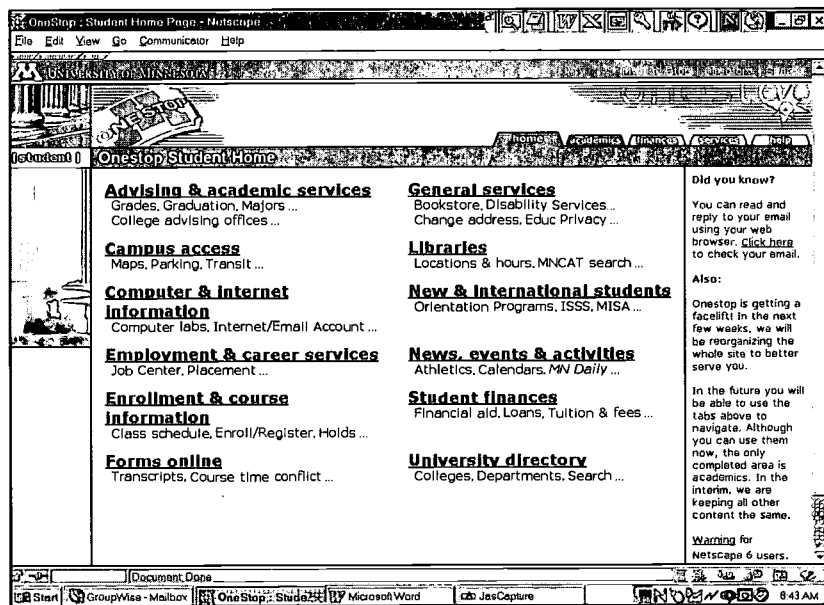 OneStop : Student Home Page - Netscape
File Edit View Go Communicator Help
UNIVERSITY OF MINNESOTA
ONESTOP
home academics finances services help
[student] Onestop Student Home
Advising & academic services
Grades, Graduation, Majors ...
College advising offices ...
Campus access
Maps, Parking, Transit ...
Computer & internet
information
Computer labs, Internet/Email Account ...
Employment & career services
Job Center, Placement ...
Enrollment & course
information
Class schedule, Enroll/Register, Holds ...
Forms online
Transcripts, Course time conflict ...
General services
Bookstore, Disability Services...
Change address, Educ Privacy ...
Libraries
Locations & hours, MNCAT search ...
New & International students
Orientation Programs, ISSS, MISA ...
News, events & activities
Athletics, Calendars, MN Daily ...
Student finances
Financial aid, Loans, Tuition & fees ...
University directory
Colleges, Departments, Search ...
Did you know?
You can read and
reply to your email
using your web
browser. Click here
to check your email.
Also:
Onestop is getting a
facelift! In the next
few weeks, we will
be reorganizing the
whole site to better
serve you.
In the future you will
be able to use the
tabs above to
navigate. Although
you can use them
now, the only
completed area is
academics. In the
interim, we are
keeping all other
content the same.
Warning for
Netscape 6 users.
Document Done
Start GroupWise - Mailbox OneStop : Stude Microsoft Word JasCapture 8:43 AM